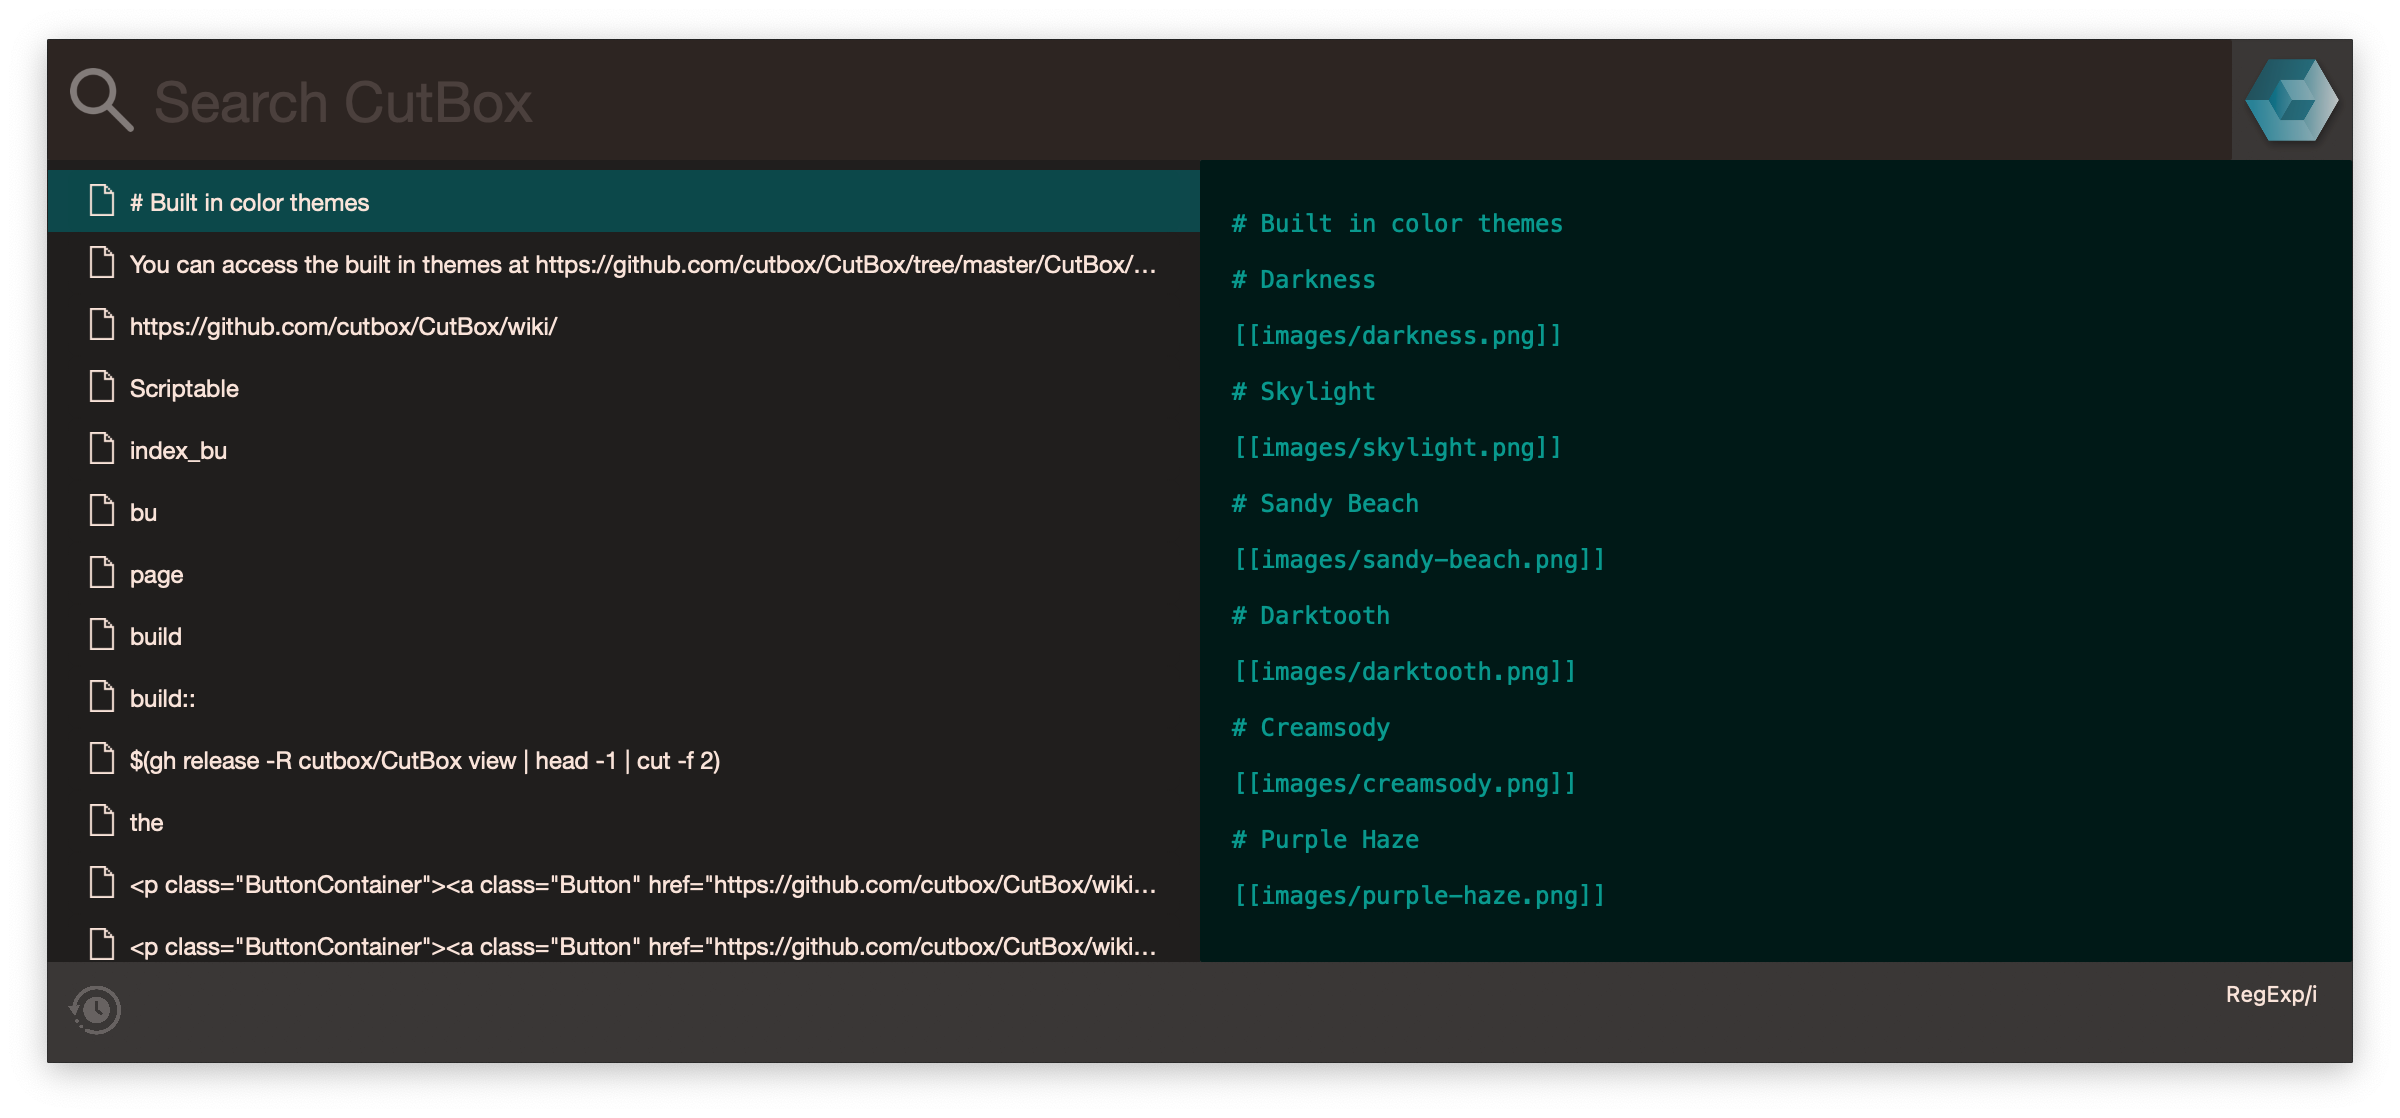 Search CutBox
# Built in color themes
You can access the built in themes at https://github.com/cutbox/CutBox/tree/master/CutBox/...
https://github.com/cutbox/CutBox/wiki/
Scriptable
index_bu
bu
page
build
build::
$(gh release -R cutbox/CutBox view | head -1 | cut -f 2)
the
<p class="ButtonContainer"><a class="Button" href="https://github.com/cutbox/CutBox/wiki...
<p class="ButtonContainer"><a class="Button" href="https://github.com/cutbox/CutBox/wiki...
# Built in color themes
# Darkness
[[images/darkness.png]]
# Skylight
[[images/skylight.png]]
# Sandy Beach
[[images/sandy-beach.png]]
# Darktooth
[[images/darktooth.png]]
# Creamsody
[[images/creamsody.png]]
# Purple Haze
[[images/purple-haze.png]]
RegExp/i